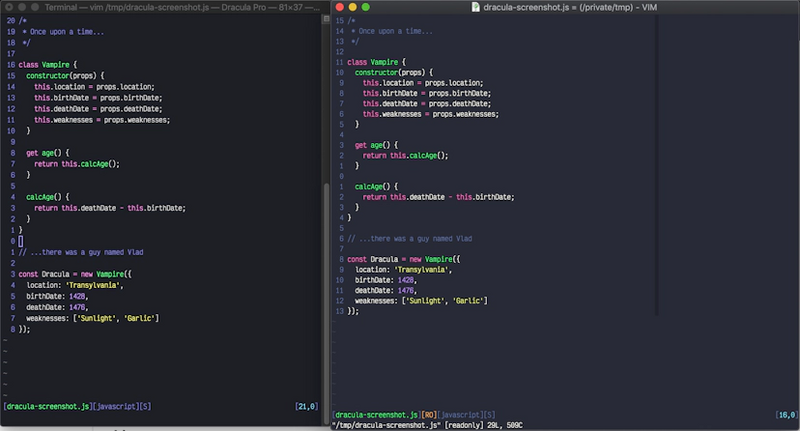 Terminal — vim /tmp/dracula-screenshot.js — Dracula Pro — 81×37 —...
20 /*
19  * Once upon a time...
18  */
17
16 class Vampire {
15   constructor(props) {
14     this.location = props.location;
13     this.birthDate = props.birthDate;
12     this.deathDate = props.deathDate;
11     this.weaknesses = props.weaknesses;
10   }
9
8   get age() {
7     return this.calcAge();
6   }
5
4   calcAge() {
3     return this.deathDate - this.birthDate;
2   }
1 }
0
1 // ...there was a guy named Vlad
2
3 const Dracula = new Vampire({
4   location: 'Transylvania',
5   birthDate: 1428,
6   deathDate: 1476,
7   weaknesses: ['Sunlight', 'Garlic']
8 });
~
~
~
~
~
~
[dracula-screenshot.js][javascript][S] [21,0]
dracula-screenshot.js = (/private/tmp) - VIM
15 /*
14  * Once upon a time...
13  */
12
11 class Vampire {
10   constructor(props) {
9     this.location = props.location;
8     this.birthDate = props.birthDate;
7     this.deathDate = props.deathDate;
6     this.weaknesses = props.weaknesses;
5   }
4
3   get age() {
2     return this.calcAge();
1   }
0
1   calcAge() {
2     return this.deathDate - this.birthDate;
3   }
4 }
5
6 // ...there was a guy named Vlad
7
8 const Dracula = new Vampire({
9   location: 'Transylvania',
10   birthDate: 1428,
11   deathDate: 1476,
12   weaknesses: ['Sunlight', 'Garlic']
13 });
[dracula-screenshot.js][RO][javascript][S] [16,0]
"/tmp/dracula-screenshot.js" [readonly] 29L, 509C